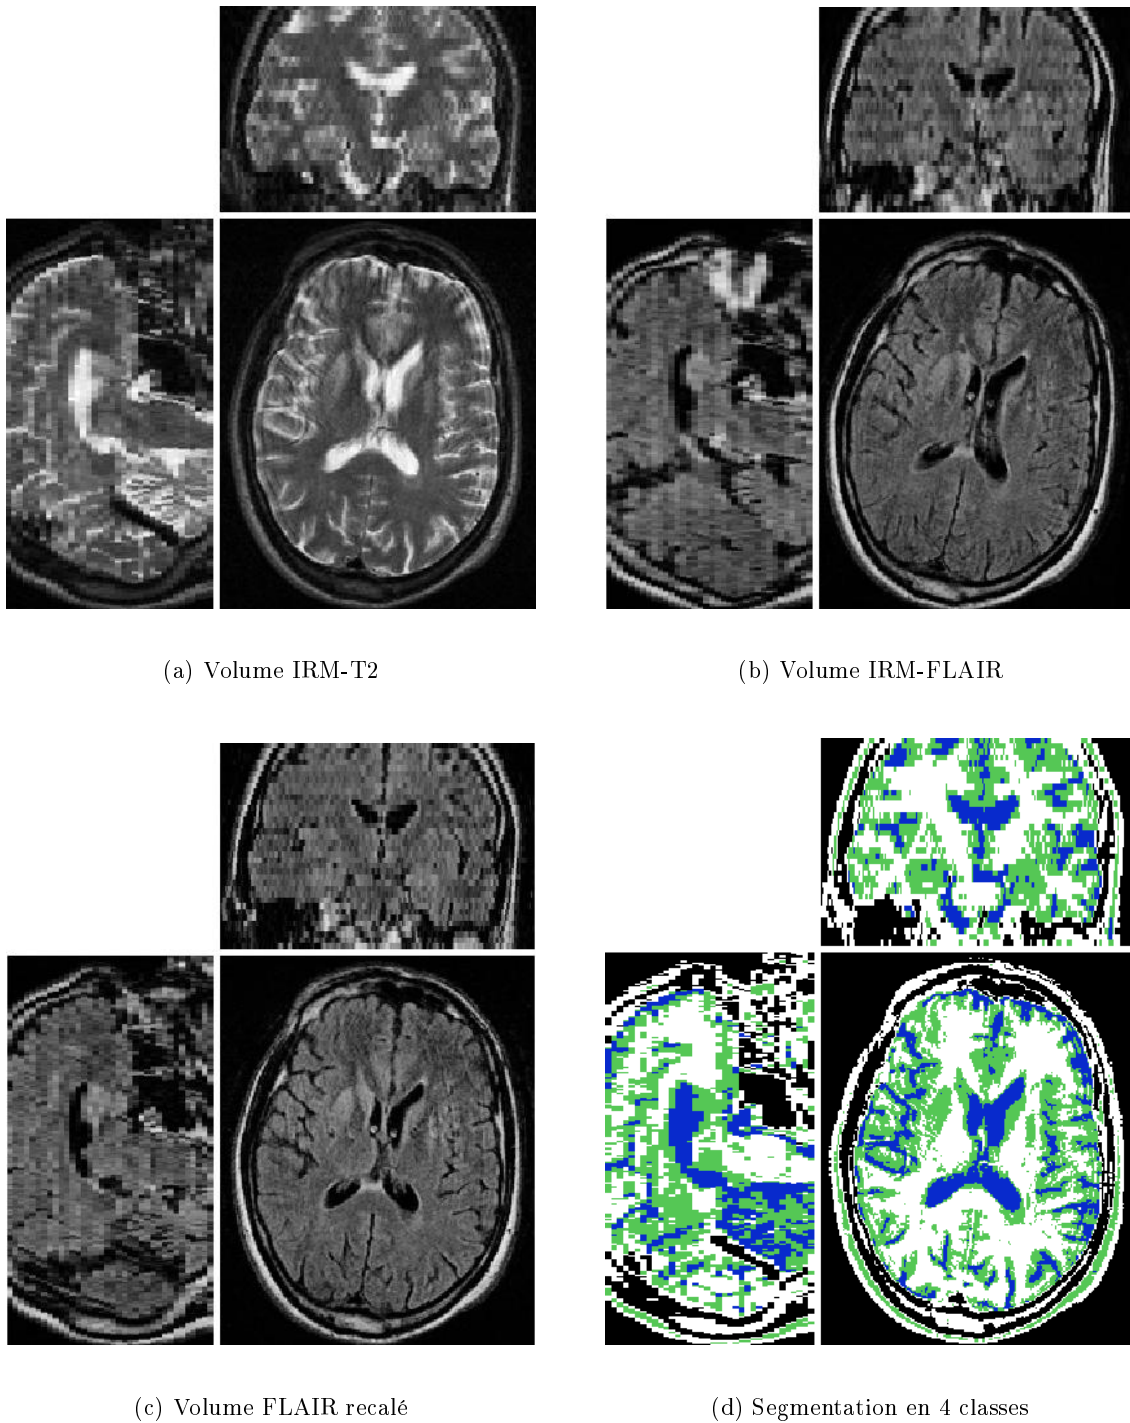 (a) Volume IRM-T2
(b) Volume IRM-FLAIR
(c) Volume FLAIR recalé
(d) Segmentation en 4 classes